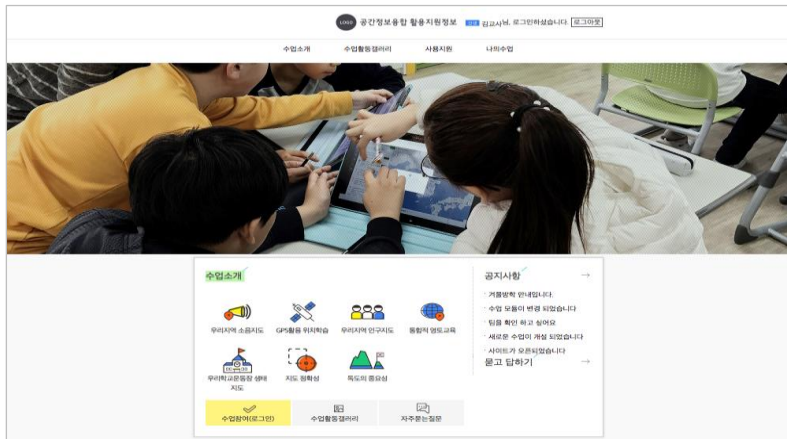 LOGO 공간정보융합 활용지원정보 김교사님, 로그인하셨습니다. 로그아웃
수업소개 수업활동갤러리 사용지원 나의수업
수업소개
우리지역 소음지도 GPS활용 위치학습 우리지역 인구지도 통합적 영토교육
우리학교운동장 생태지도 지도 정확성 독도의 중요성
수업참여(로그인) 수업활동갤러리 자주묻는질문
공지사항
겨울방학 안내입니다.
수업 모듈이 변경 되었습니다
팀을 확인 하고 싶어요
새로운 수업이 개설 되었습니다
사이트가 오픈되었습니다
묻고 답하기